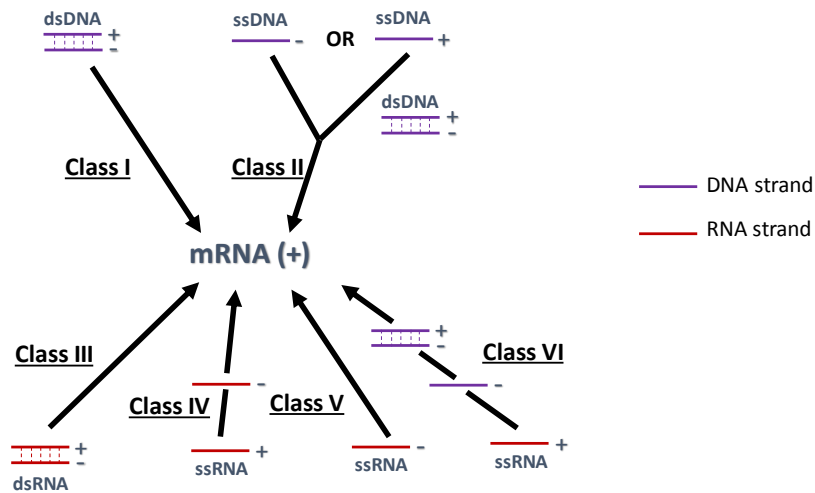 dsDNA
+
-
ssDNA
-
OR
ssDNA
+
dsDNA
+
-
Class I
Class II
DNA strand
RNA strand
mRNA (+)
Class III
Class IV
Class V
Class VI
+
-
-
-
+
-
dsRNA
+
ssRNA
-
ssRNA
+
ssRNA